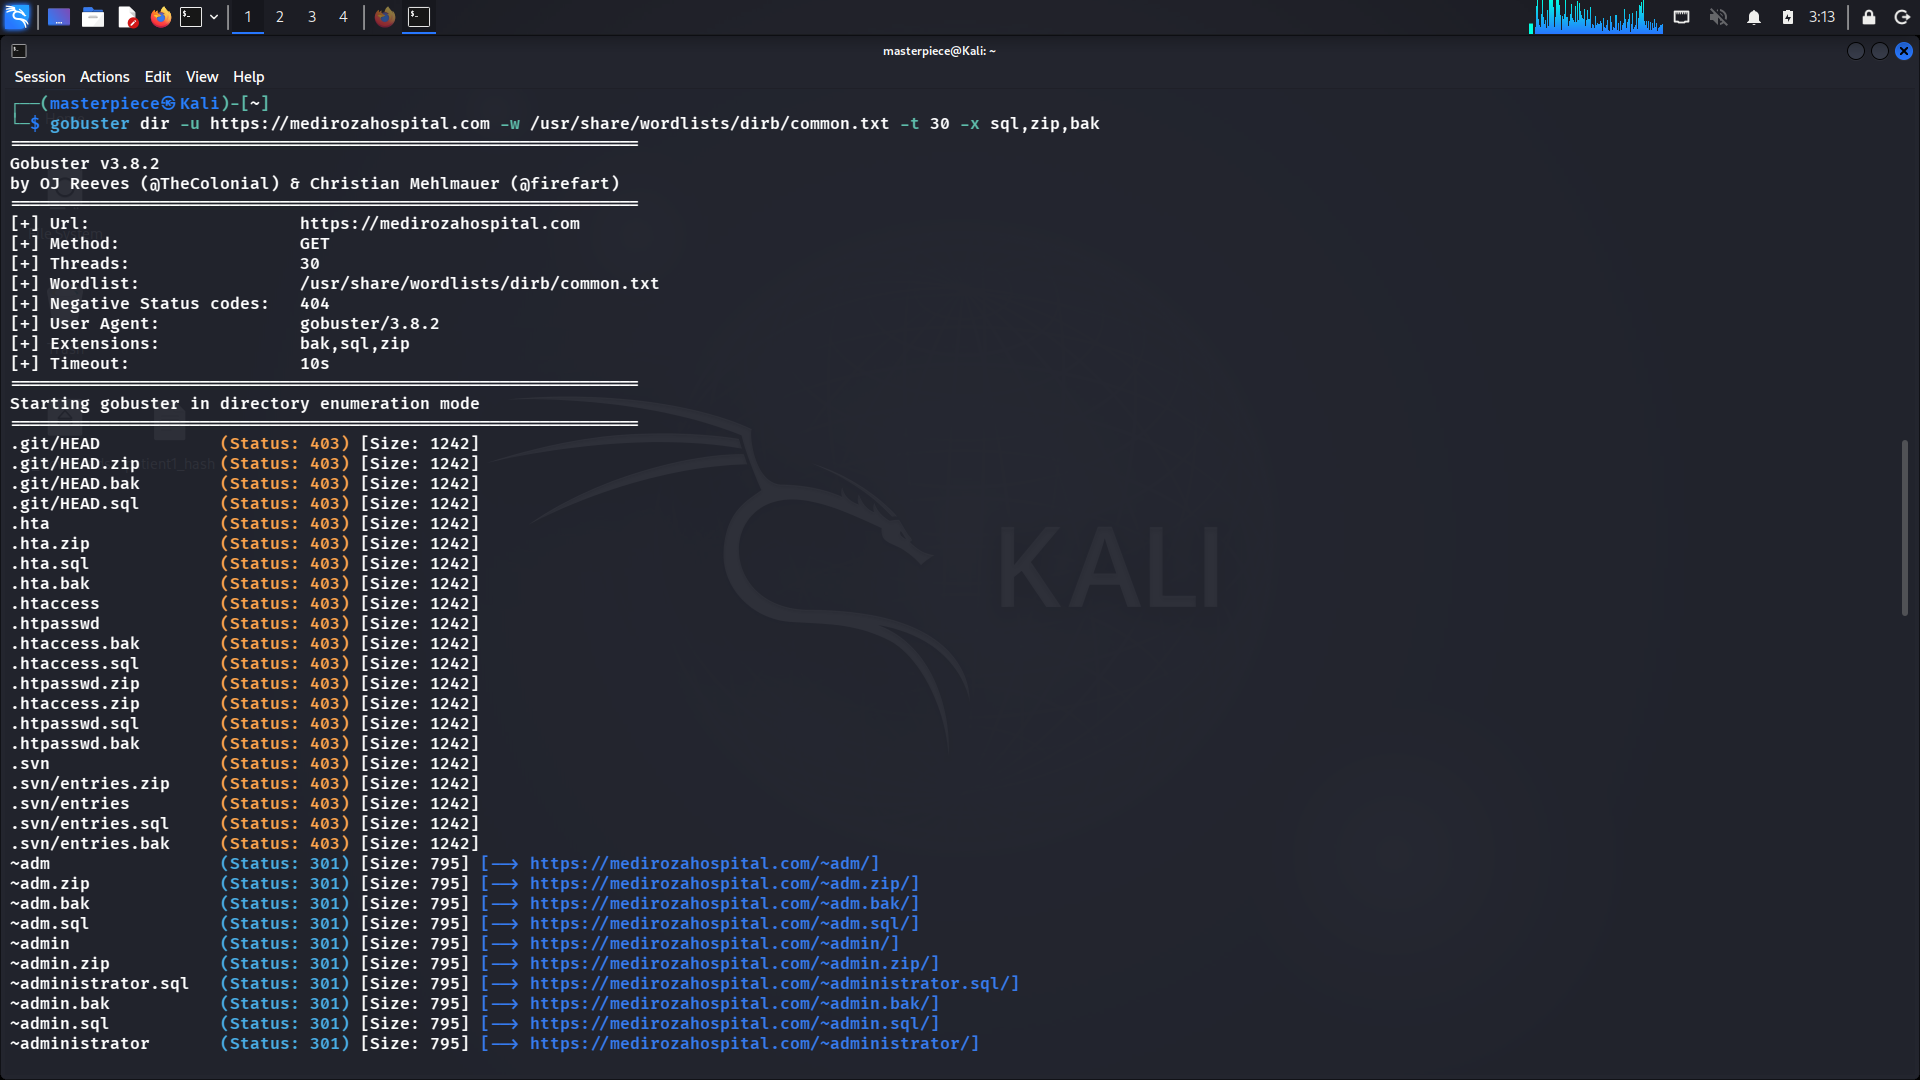 1 2 3 4 3:13
masterpiece@Kali: ~
Session Actions Edit View Help
┌──(masterpiece㉿Kali)-[~]
└─$ gobuster dir -u https://medirozahospital.com -w /usr/share/wordlists/dirb/common.txt -t 30 -x sql,zip,bak
===============================================================
Gobuster v3.8.2
by OJ Reeves (@TheColonial) & Christian Mehlmauer (@firefart)
===============================================================
[+] Url: https://medirozahospital.com
[+] Method: GET
[+] Threads: 30
[+] Wordlist: /usr/share/wordlists/dirb/common.txt
[+] Negative Status codes: 404
[+] User Agent: gobuster/3.8.2
[+] Extensions: bak,sql,zip
[+] Timeout: 10s
===============================================================
Starting gobuster in directory enumeration mode
===============================================================
.git/HEAD (Status: 403) [Size: 1242]
.git/HEAD.zip (Status: 403) [Size: 1242]
.git/HEAD.bak (Status: 403) [Size: 1242]
.git/HEAD.sql (Status: 403) [Size: 1242]
.hta (Status: 403) [Size: 1242]
.hta.zip (Status: 403) [Size: 1242]
.hta.sql (Status: 403) [Size: 1242]
.hta.bak (Status: 403) [Size: 1242]
.htaccess (Status: 403) [Size: 1242]
.htpasswd (Status: 403) [Size: 1242]
.htaccess.bak (Status: 403) [Size: 1242]
.htaccess.sql (Status: 403) [Size: 1242]
.htpasswd.zip (Status: 403) [Size: 1242]
.htaccess.zip (Status: 403) [Size: 1242]
.htpasswd.sql (Status: 403) [Size: 1242]
.htpasswd.bak (Status: 403) [Size: 1242]
.svn (Status: 403) [Size: 1242]
.svn/entries.zip (Status: 403) [Size: 1242]
.svn/entries (Status: 403) [Size: 1242]
.svn/entries.sql (Status: 403) [Size: 1242]
.svn/entries.bak (Status: 403) [Size: 1242]
~adm (Status: 301) [Size: 795] [--> https://medirozahospital.com/~adm/]
~adm.zip (Status: 301) [Size: 795] [--> https://medirozahospital.com/~adm.zip/]
~adm.bak (Status: 301) [Size: 795] [--> https://medirozahospital.com/~adm.bak/]
~adm.sql (Status: 301) [Size: 795] [--> https://medirozahospital.com/~adm.sql/]
~admin (Status: 301) [Size: 795] [--> https://medirozahospital.com/~admin/]
~admin.zip (Status: 301) [Size: 795] [--> https://medirozahospital.com/~admin.zip/]
~administrator.sql (Status: 301) [Size: 795] [--> https://medirozahospital.com/~administrator.sql/]
~admin.bak (Status: 301) [Size: 795] [--> https://medirozahospital.com/~admin.bak/]
~admin.sql (Status: 301) [Size: 795] [--> https://medirozahospital.com/~admin.sql/]
~administrator (Status: 301) [Size: 795] [--> https://medirozahospital.com/~administrator/]
KALI